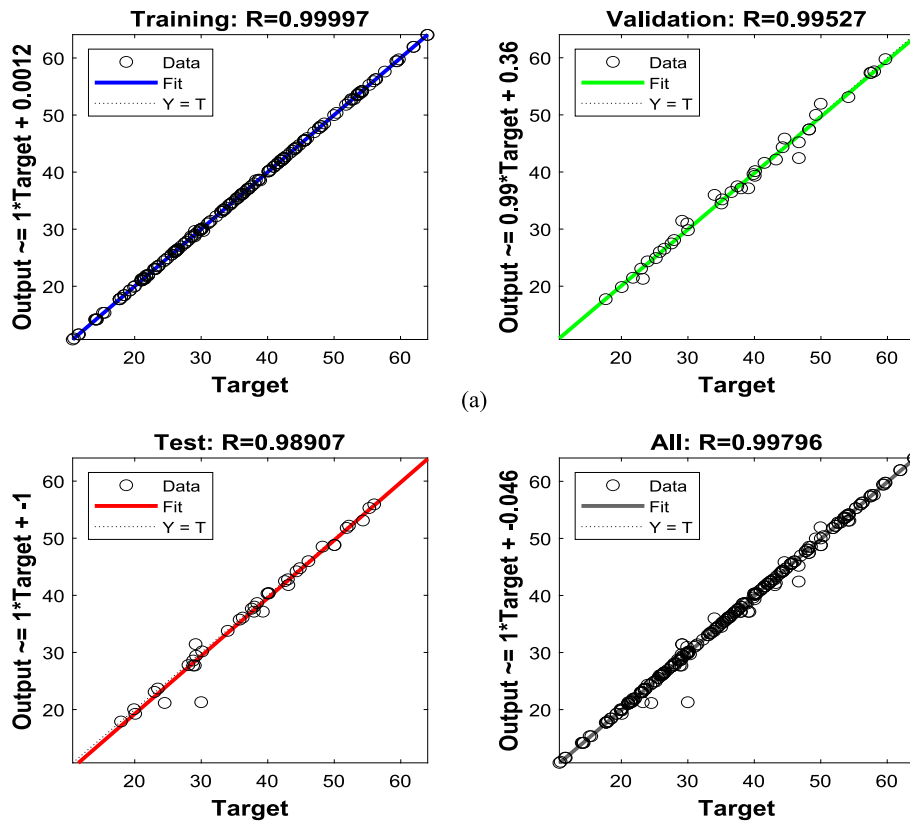 Training: R=0.99997
Output ~= 1*Target + 0.0012
60
50
40
30
20
Data
Fit
Y = T
20 30 40 50 60
Target
Validation: R=0.99527
Output ~= 0.99*Target + 0.36
60
50
40
30
20
Data
Fit
Y = T
20 30 40 50 60
Target
(a)
Test: R=0.98907
Output ~= 1*Target + -1
60
50
40
30
20
Data
Fit
Y = T
20 30 40 50 60
Target
All: R=0.99796
Output ~= 1*Target + -0.046
60
50
40
30
20
Data
Fit
Y = T
20 30 40 50 60
Target